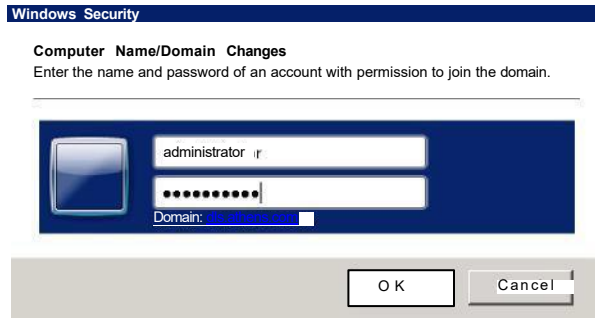 Windows Security
Computer Name/Domain Changes
Enter the name and password of an account with permission to join the domain.
administrator r
●●●●●●●●●●
Domain:
OK
Cancel